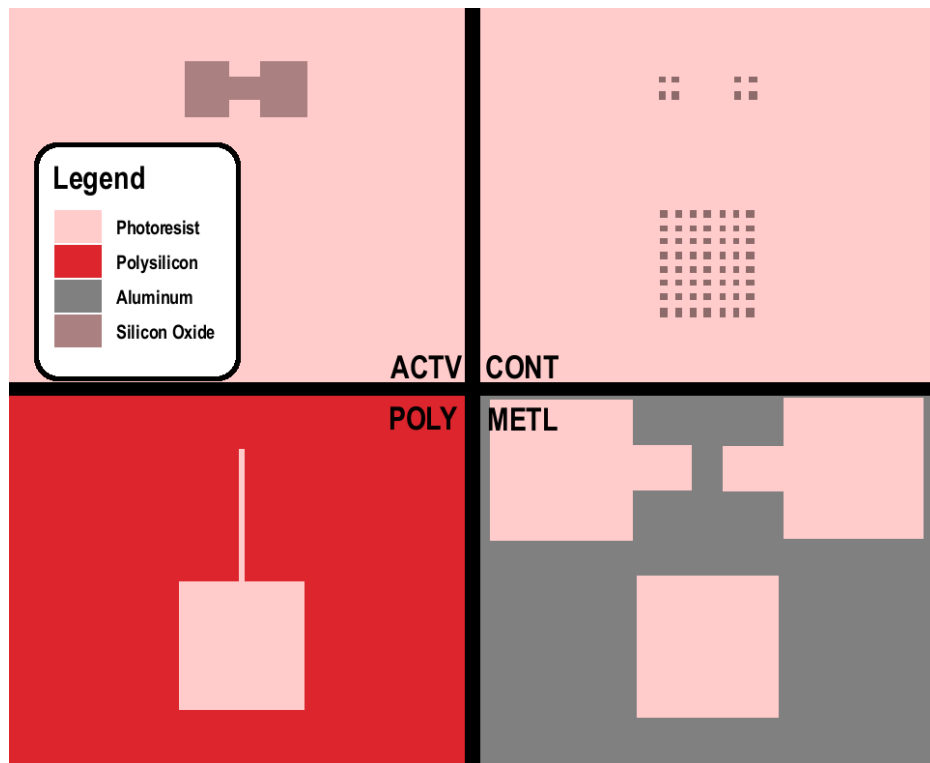 Legend
Photoresist
Polysilicon
Aluminum
Silicon Oxide
ACTV
CONT
POLY
METL